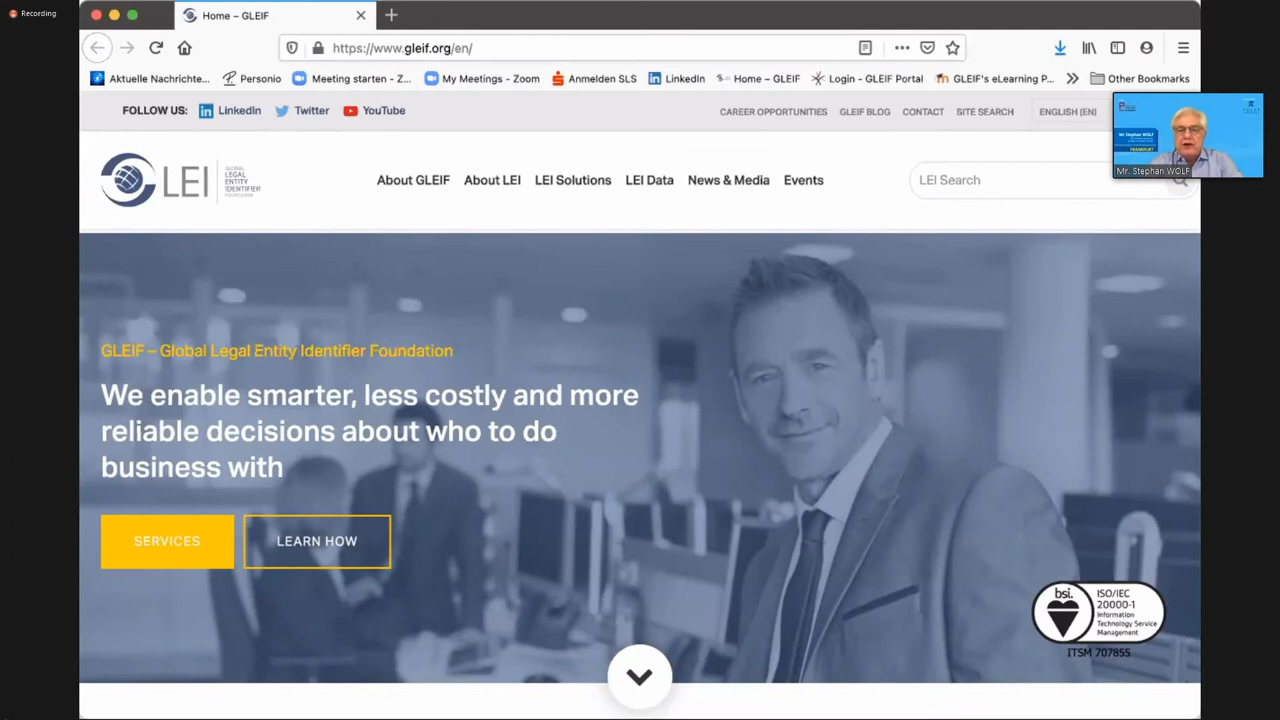 Recording
Home – GLEIF
https://www.gleif.org/en/
Aktuelle Nachrichte...
Personio
Meeting starten - Z...
My Meetings - Zoom
Anmelden SLS
LinkedIn
Home – GLEIF
Login - GLEIF Portal
GLEIF's eLearning P...
Other Bookmarks
FOLLOW US:
LinkedIn
Twitter
YouTube
CAREER OPPORTUNITIES
GLEIF BLOG
CONTACT
SITE SEARCH
ENGLISH (EN)
LEI
GLOBAL
LEGAL
ENTITY
IDENTIFIER
FOUNDATION
About GLEIF
About LEI
LEI Solutions
LEI Data
News & Media
Events
LEI Search
Mr Stephan WOLF
FRANKFURT
Mr. Stephan WOLF
GLEIF – Global Legal Entity Identifier Foundation
We enable smarter, less costly and more
reliable decisions about who to do
business with
SERVICES
LEARN HOW
bsi.
ISO/IEC
20000-1
Information
Technology Service
Management
ITSM 707855